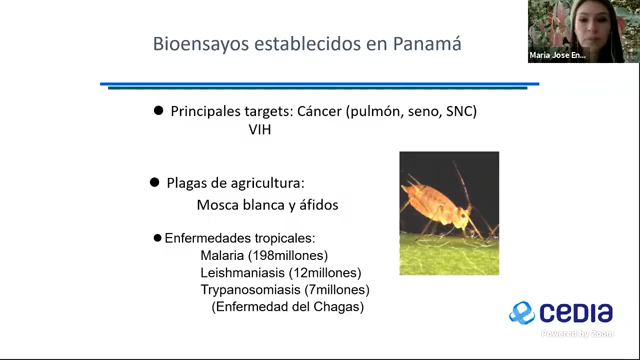 Bioensayos establecidos en Panamá
Maria Jose En...
● Principales targets: Cáncer (pulmón, seno, SNC)
VIH
● Plagas de agricultura:
Mosca blanca y áfidos
● Enfermedades tropicales:
Malaria (198millones)
Leishmaniasis (12millones)
Trypanosomiasis (7millones)
(Enfermedad del Chagas)
CEDIA
Powered by Zoom